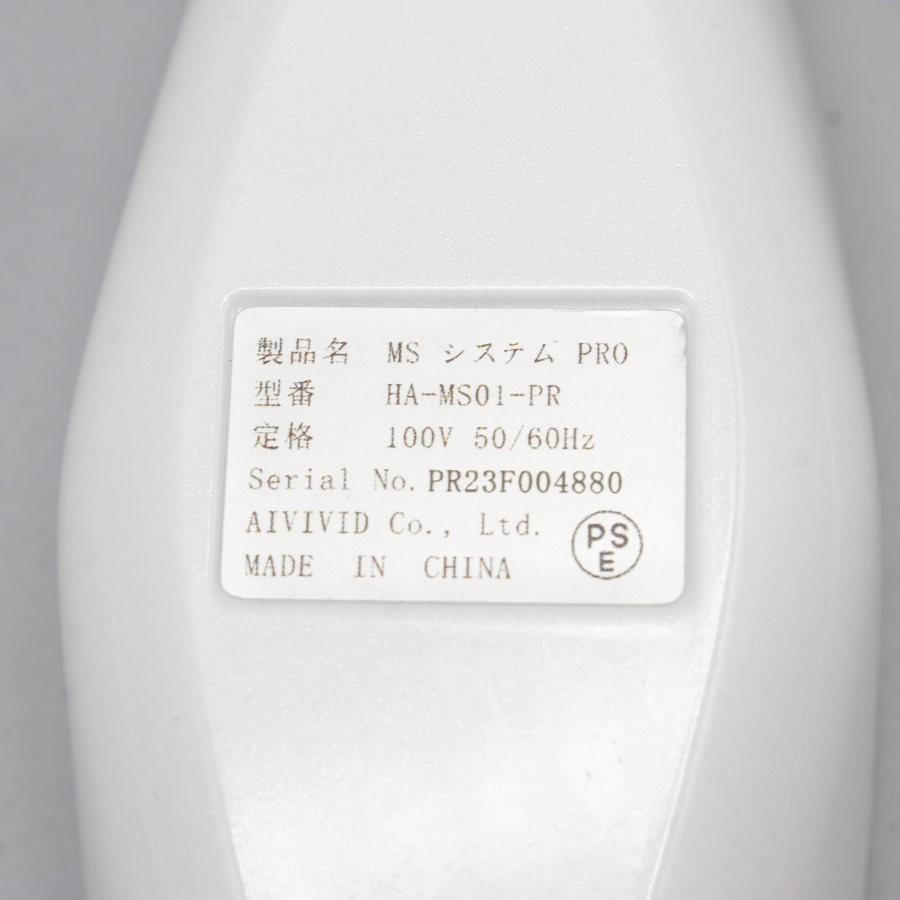 製品名 MS システム PRO
型番 HA-MS01-PR
定格 100V 50/60Hz
Serial No. PR23F004880
AIVIVID Co., Ltd.
PS
E
MADE IN CHINA